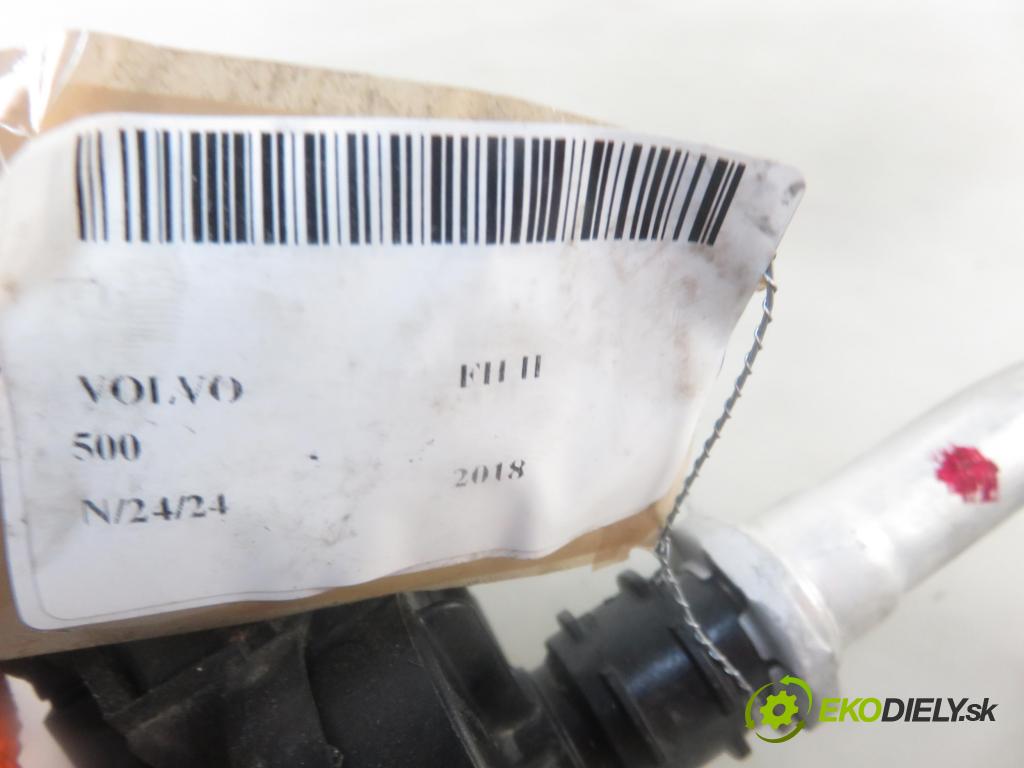 VOLVO FH II
500
N/24/24 2018
EKODIELY.sk